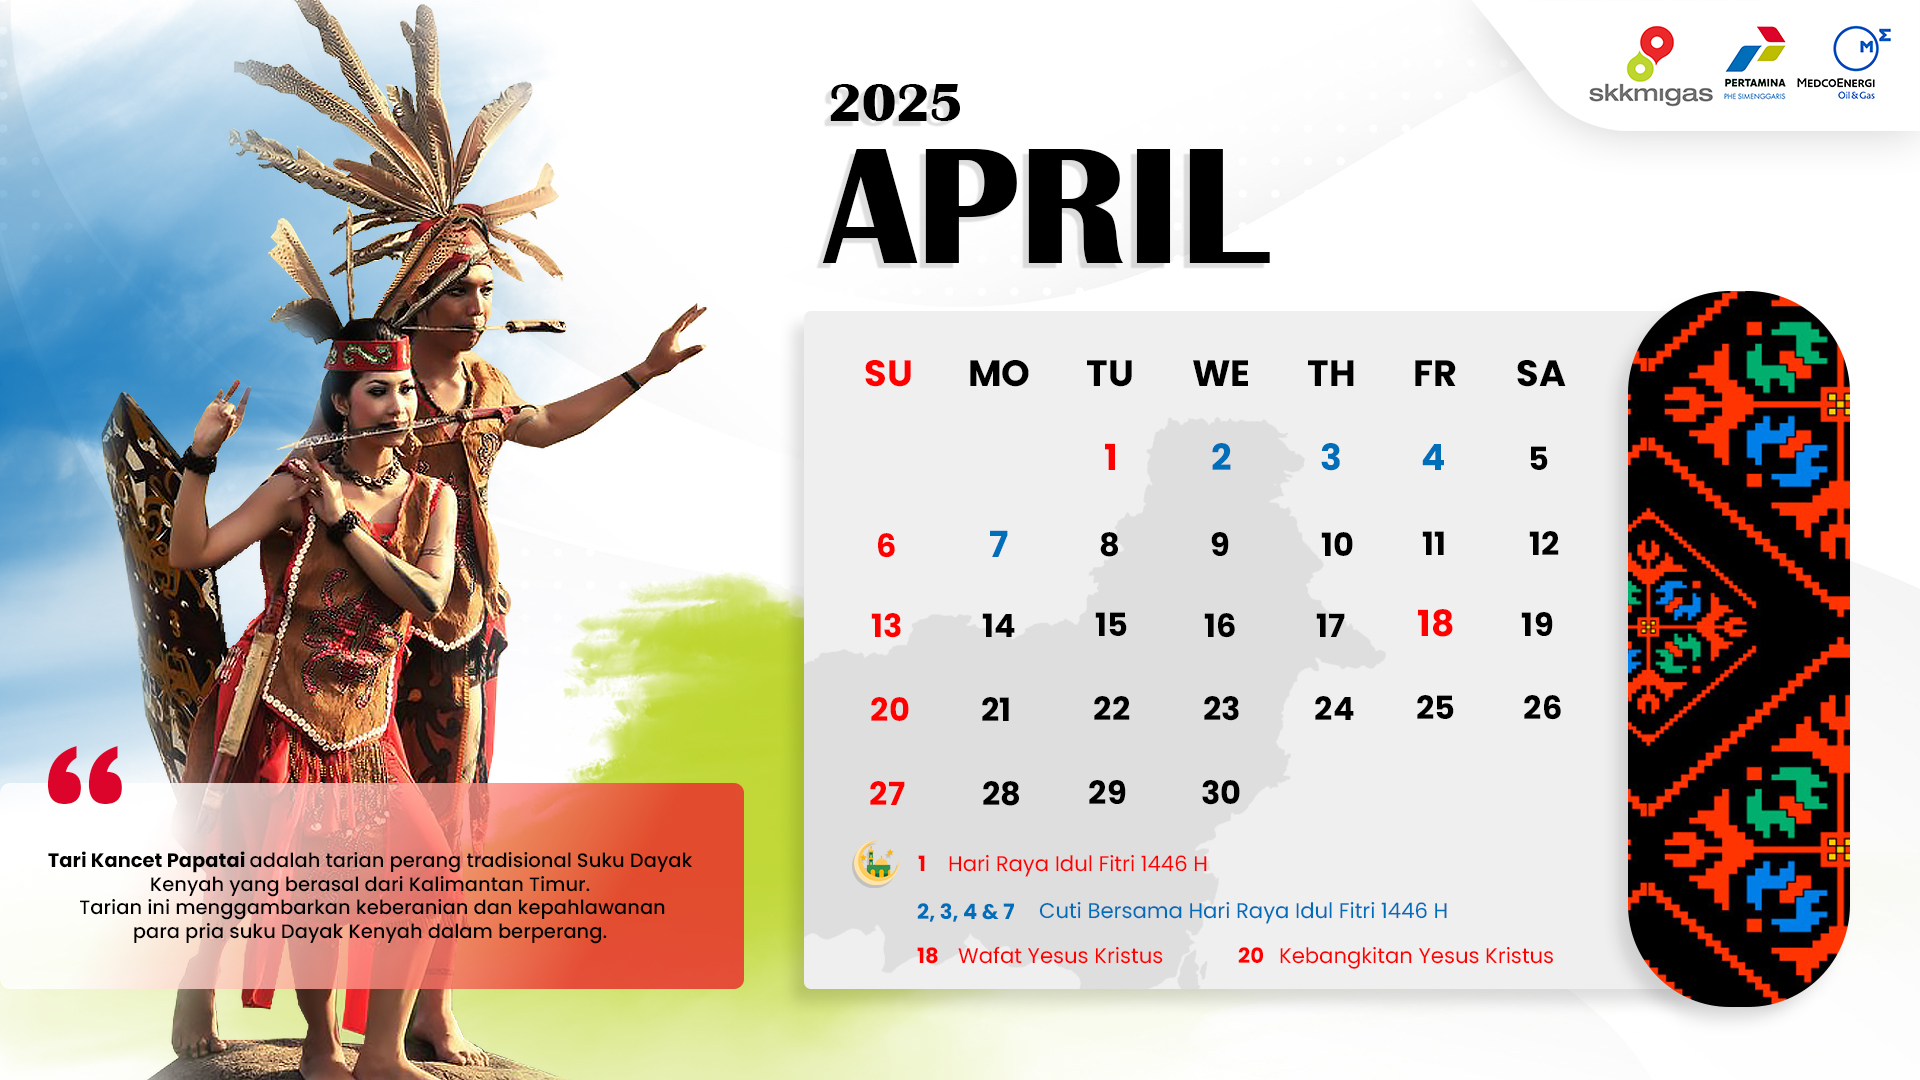 skkmigas
PERTAMINA
PHE SIMENGGARIS
MEDCOENERGI
Oil & Gas
2025
APRIL
SU MO TU WE TH FR SA
1 2 3 4 5
6 7 8 9 10 11 12
13 14 15 16 17 18 19
20 21 22 23 24 25 26
27 28 29 30
1 Hari Raya Idul Fitri 1446 H
2, 3, 4 & 7 Cuti Bersama Hari Raya Idul Fitri 1446 H
18 Wafat Yesus Kristus 20 Kebangkitan Yesus Kristus
“
Tari Kancet Papatai adalah tarian perang tradisional Suku Dayak
Kenyah yang berasal dari Kalimantan Timur.
Tarian ini menggambarkan keberanian dan kepahlawanan
para pria suku Dayak Kenyah dalam berperang.